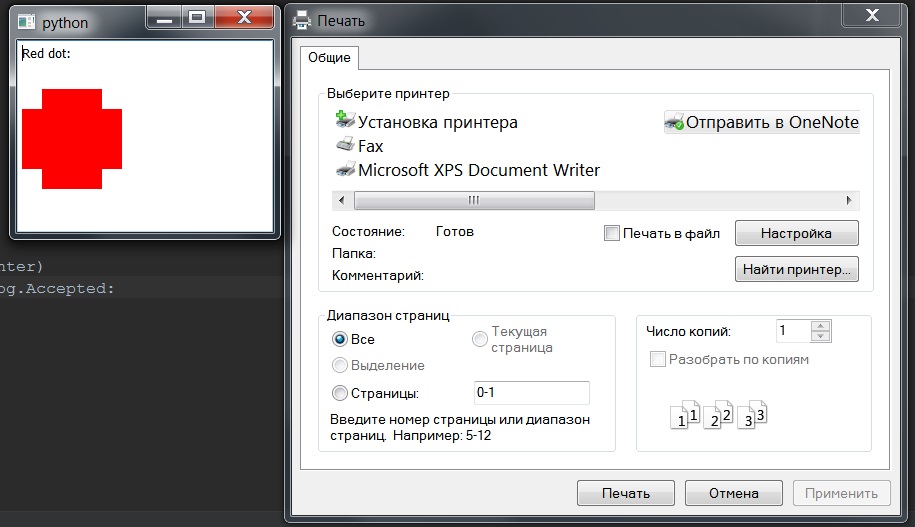 python
Red dot:
nter)
og.Accepted:
Печать
Общие
Выберите принтер
Установка принтера
Отправить в OneNote
Fax
Microsoft XPS Document Writer
Состояние: Готов
Печать в файл
Настройка
Папка:
Комментарий:
Найти принтер...
Диапазон страниц
Все
Текущая
страница
Выделение
Страницы: 0-1
Введите номер страницы или диапазон
страниц. Например: 5-12
Число копий: 1
Разобрать по копиям
1 1 2 2 3 3
Печать
Отмена
Применить